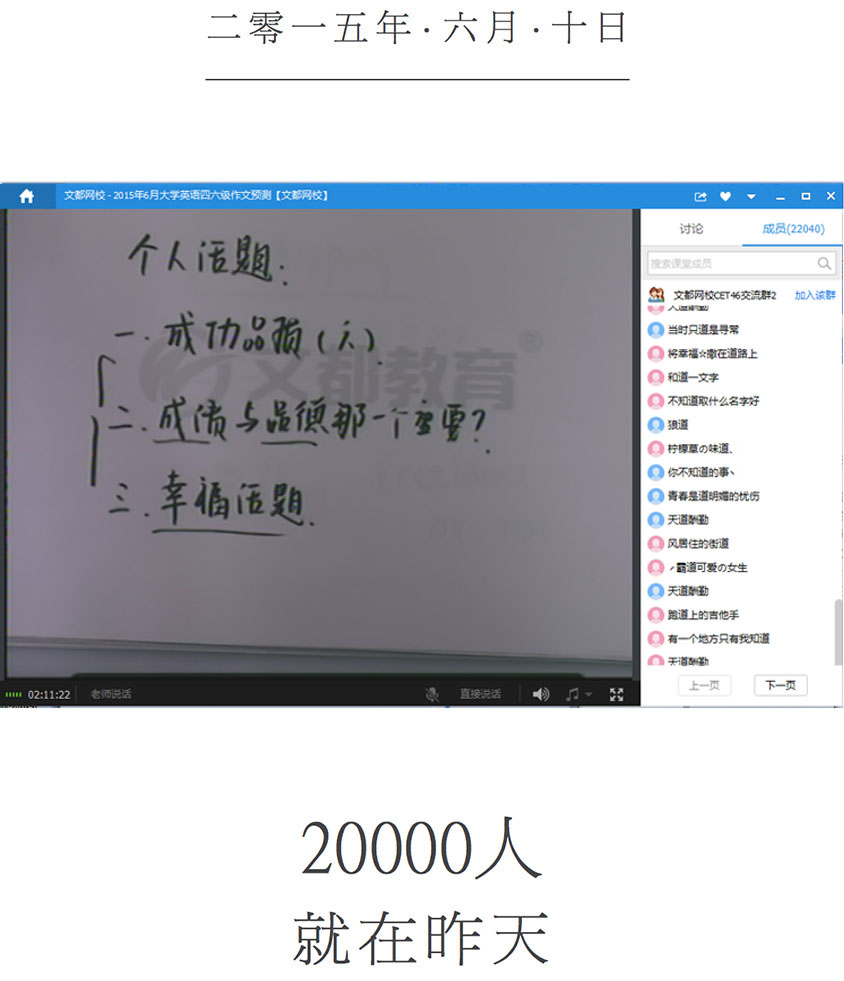 二零一五年·六月·十日
文都网校 - 2015年6月大学英语四六级作文预测【文都网校】
讨论
成员(22040)
搜索课堂成员
文都网校CET46交流群2
加入该群
天道酬勤
当时只道是寻常
将幸福☆撒在道路上
和道一文字
不知道取什么名字好
狼道
柠檬草の味道、
你不知道的事丶
青春是道明媚的忧伤
天道酬勤
风居住的街道
霸道可爱の女生
天道酬勤
跑道上的吉他手
有一个地方只有我知道
天道酬勤
上一页
下一页
个人话题:
一.成功品质(六)
二.成绩与品德那一个重要?
三.幸福话题.
文都教育®
02:11:22
老师说话
直接说话
20000人
就在昨天